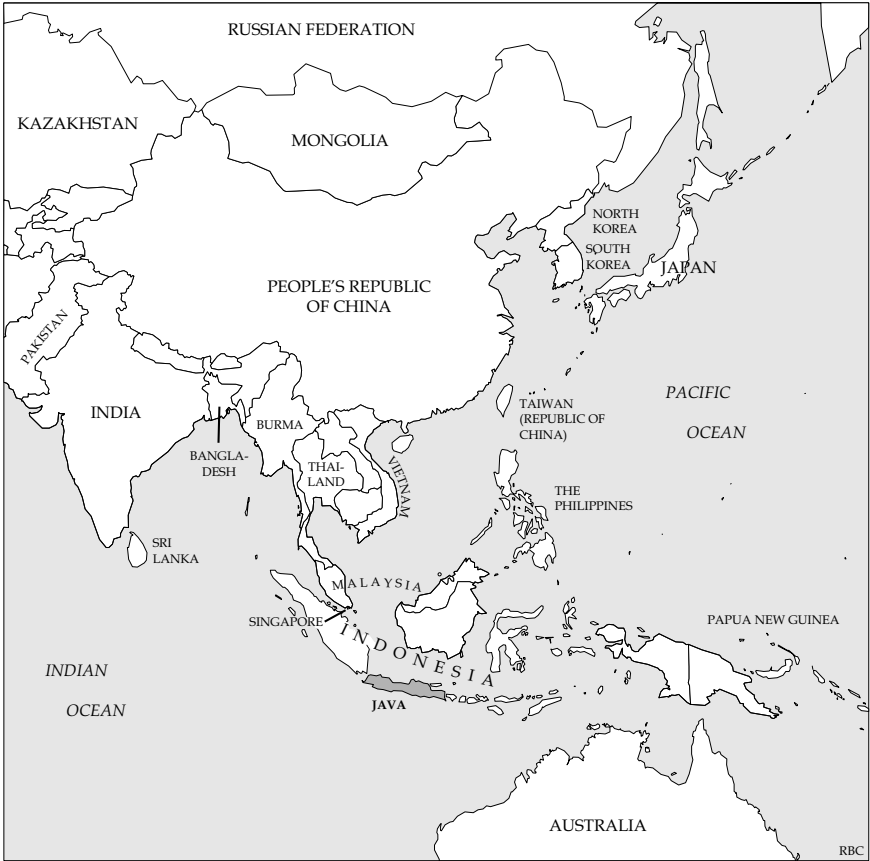 RUSSIAN FEDERATION
KAZAKHSTAN
MONGOLIA
NORTH
KOREA
SOUTH
KOREA
JAPAN
PEOPLE'S REPUBLIC
OF CHINA
PAKISTAN
INDIA
BURMA
BANGLA-
DESH
THAI-
LAND
VIETNAM
TAIWAN
(REPUBLIC OF
CHINA)
PACIFIC
OCEAN
THE
PHILIPPINES
SRI
LANKA
MALAYSIA
SINGAPORE
INDONESIA
PAPUA NEW GUINEA
INDIAN
OCEAN
JAVA
AUSTRALIA
RBC